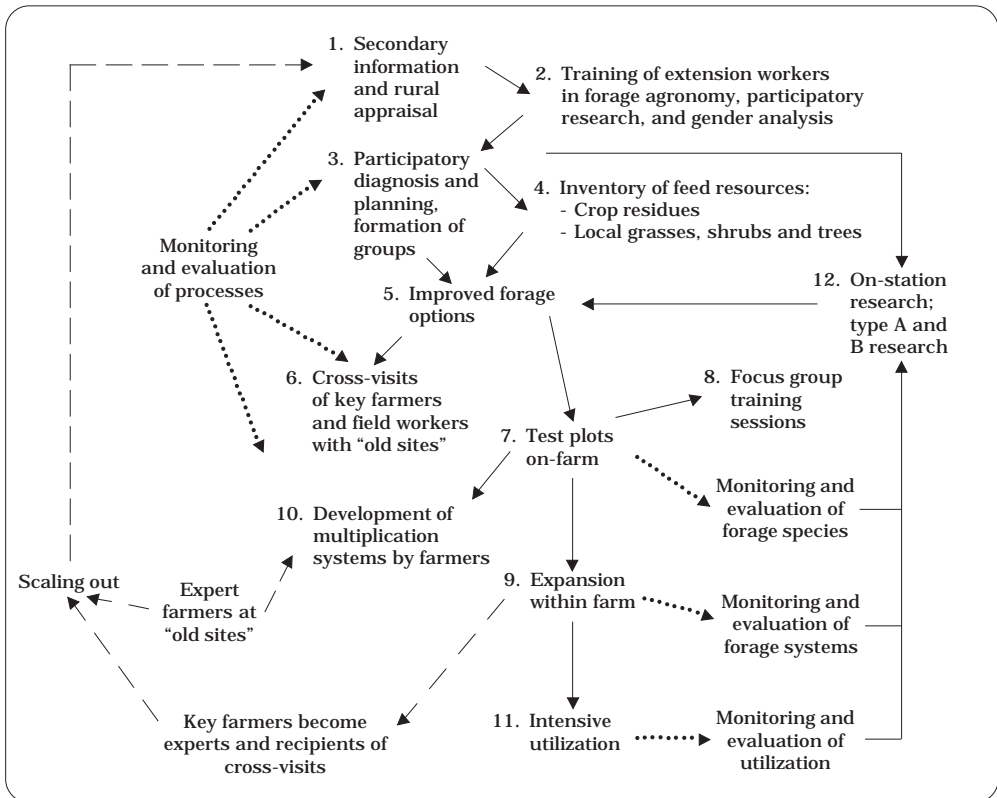 1. Secondary
information
and rural
appraisal
2. Training of extension workers
in forage agronomy, participatory
research, and gender analysis
3. Participatory
diagnosis and
planning,
formation of
groups
4. Inventory of feed resources:
- Crop residues
- Local grasses, shrubs and trees
Monitoring
and evaluation
of processes
5. Improved forage
options
12. On-station
research;
type A and
B research
6. Cross-visits
of key farmers
and field workers
with “old sites”
8. Focus group
training
sessions
7. Test plots
on-farm
Monitoring and
evaluation of
forage species
10. Development of
multiplication
systems by farmers
Scaling out
Expert
farmers at
“old sites”
9. Expansion
within farm
Monitoring and
evaluation of
forage systems
Key farmers become
experts and recipients of
cross-visits
11. Intensive
utilization
Monitoring and
evaluation of
utilization